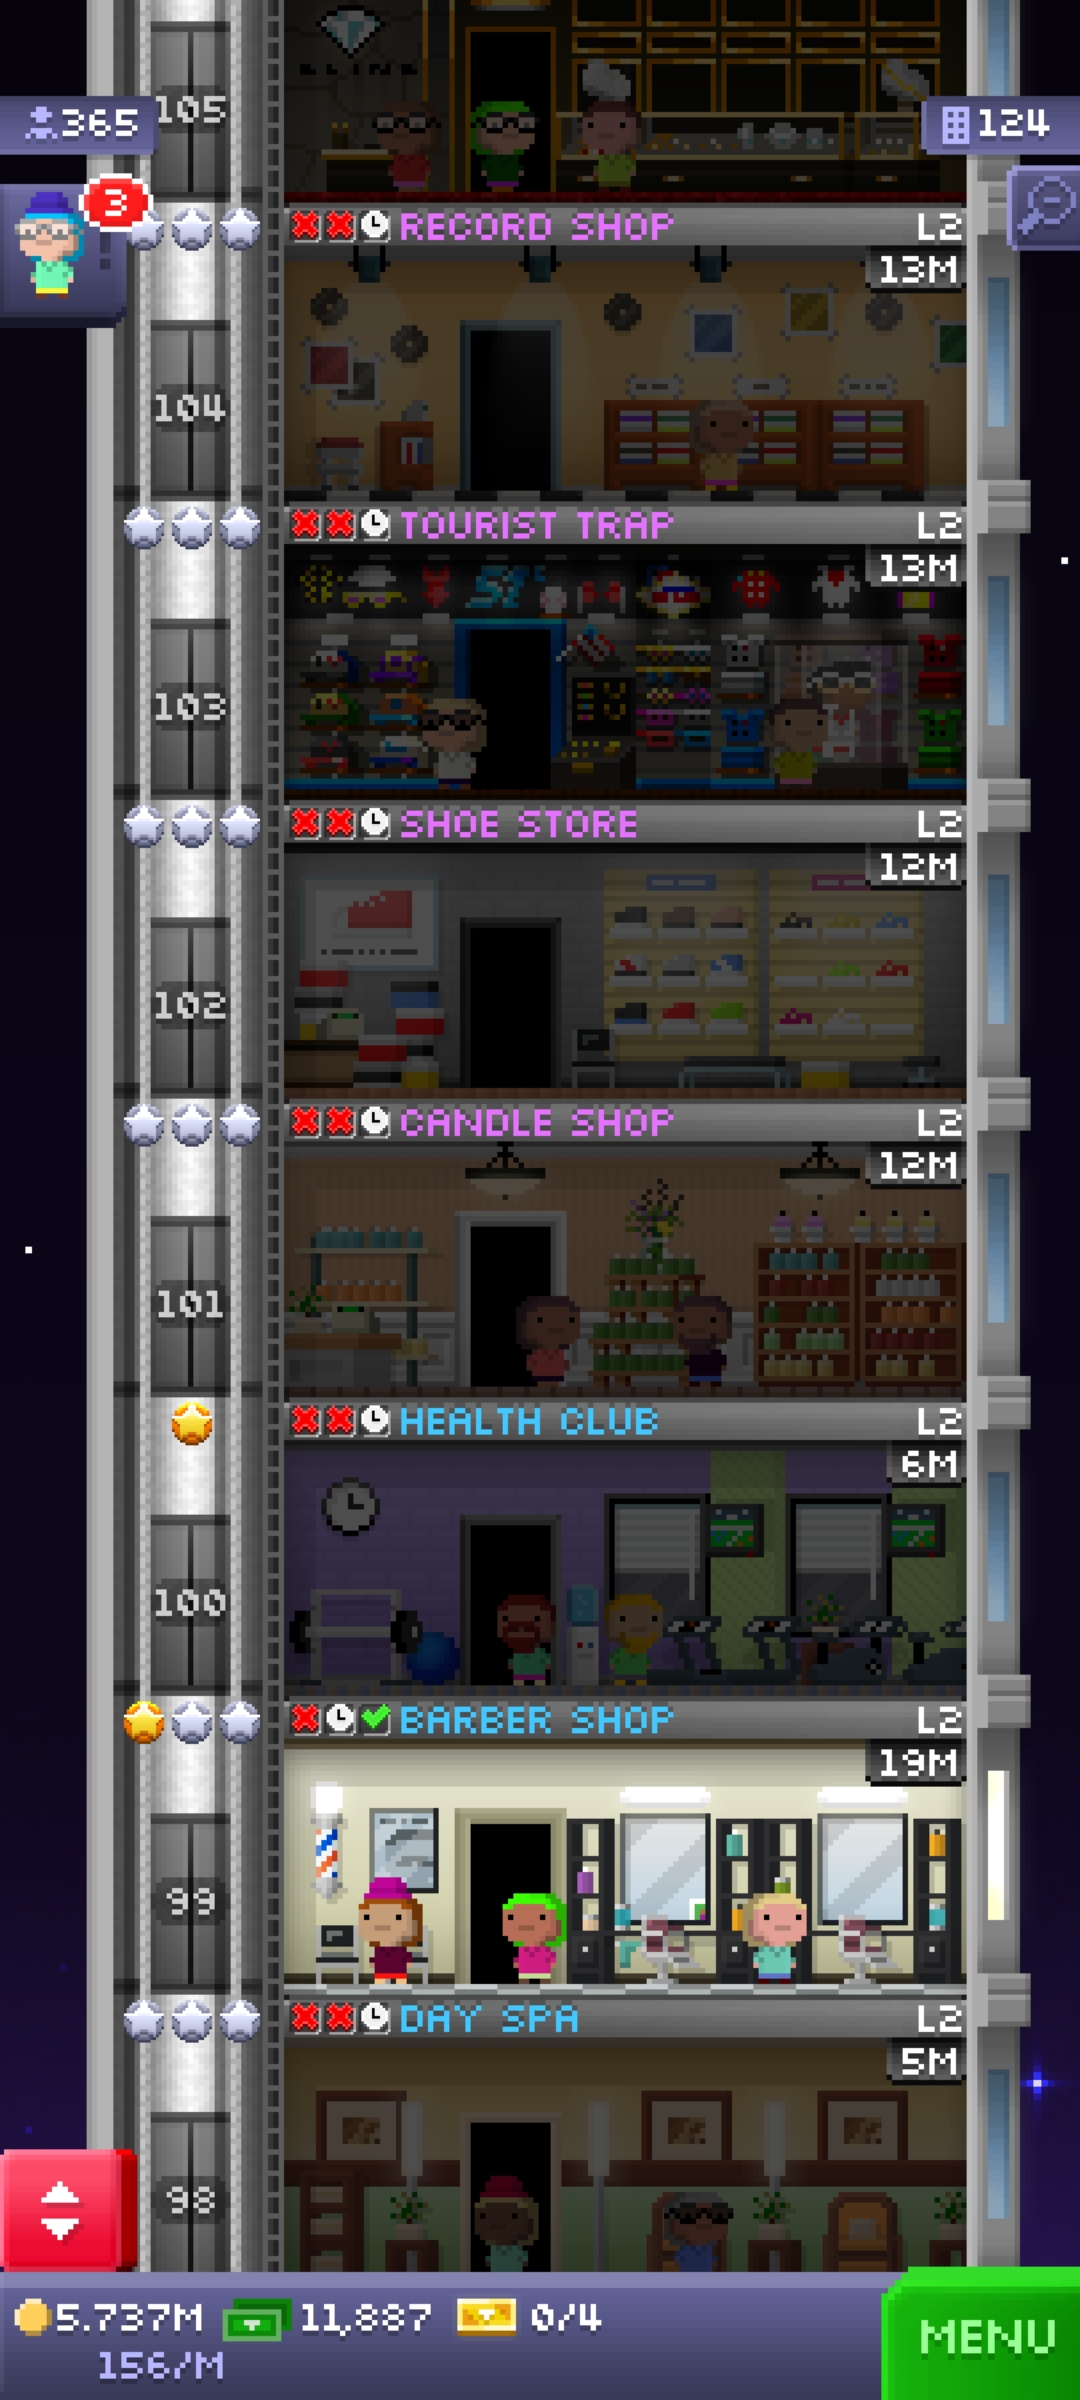 105
365
124
3
RECORD SHOP L2
13M
104
TOURIST TRAP L2
13M
103
SHOE STORE L2
12M
102
CANDLE SHOP L2
12M
101
HEALTH CLUB L2
6M
100
BARBER SHOP L2
19M
99
DAY SPA L2
5M
98
5.737M 11,887 0/4
156/M
MENU